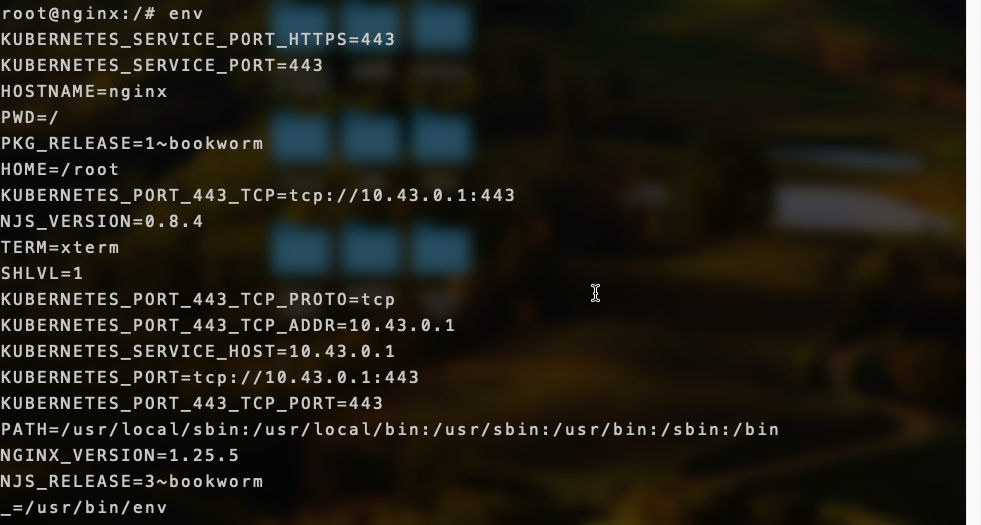 root@nginx:/# env
KUBERNETES_SERVICE_PORT_HTTPS=443
KUBERNETES_SERVICE_PORT=443
HOSTNAME=nginx
PWD=/
PKG_RELEASE=1~bookworm
HOME=/root
KUBERNETES_PORT_443_TCP=tcp://10.43.0.1:443
NJS_VERSION=0.8.4
TERM=xterm
SHLVL=1
KUBERNETES_PORT_443_TCP_PROTO=tcp
KUBERNETES_PORT_443_TCP_ADDR=10.43.0.1
KUBERNETES_SERVICE_HOST=10.43.0.1
KUBERNETES_PORT=tcp://10.43.0.1:443
KUBERNETES_PORT_443_TCP_PORT=443
PATH=/usr/local/sbin:/usr/local/bin:/usr/sbin:/usr/bin:/sbin:/bin
NGINX_VERSION=1.25.5
NJS_RELEASE=3~bookworm
_=/usr/bin/env